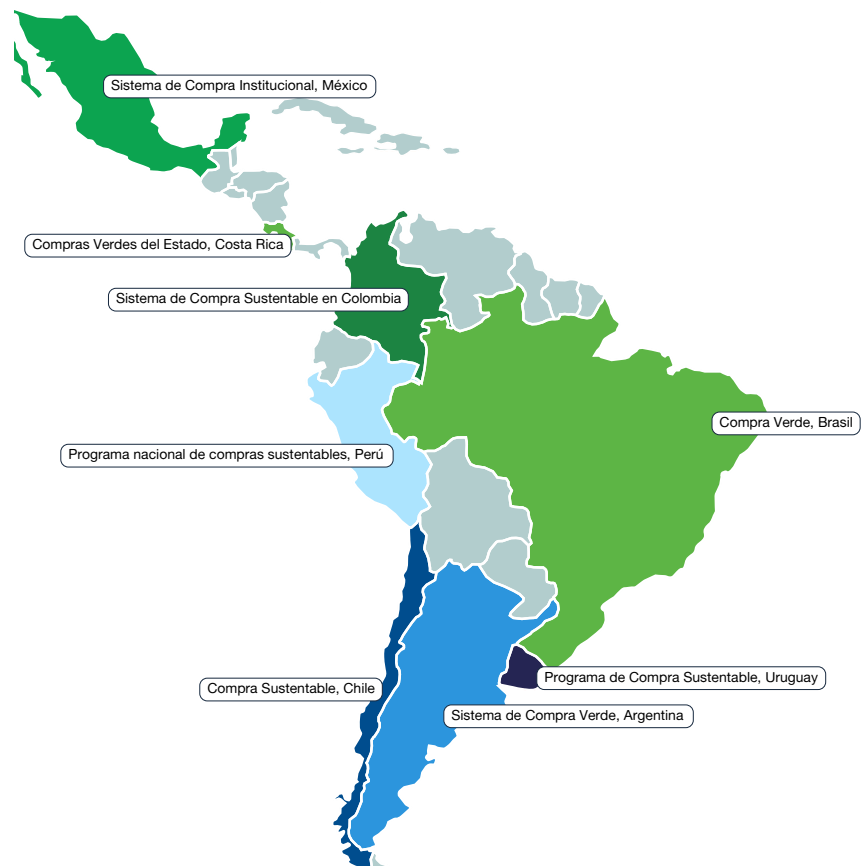 Sistema de Compra Institucional, México
Compras Verdes del Estado, Costa Rica
Sistema de Compra Sustentable en Colombia
Compra Verde, Brasil
Programa nacional de compras sustentables, Perú
Programa de Compra Sustentable, Uruguay
Compra Sustentable, Chile
Sistema de Compra Verde, Argentina